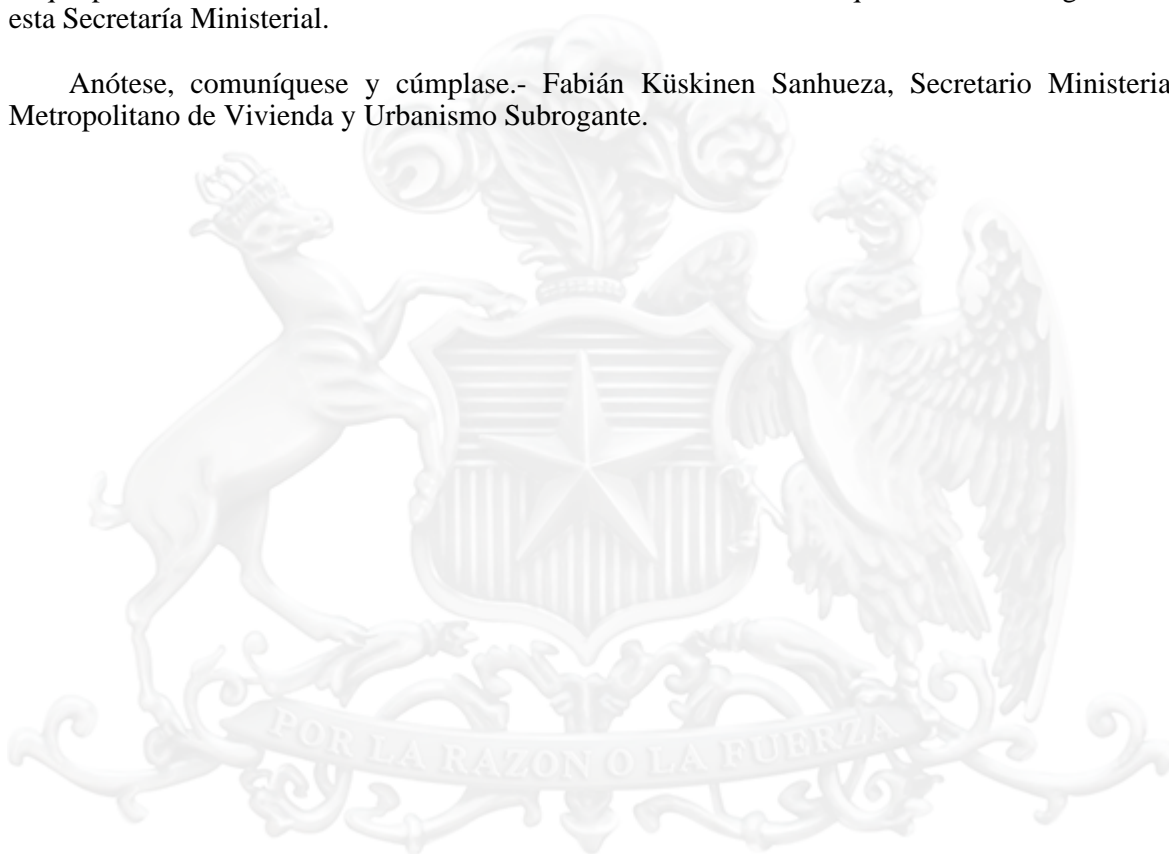 esta Secretaría Ministerial.
Anótese, comuníquese y cúmplase.- Fabián Küskinen Sanhueza, Secretario Ministeria
Metropolitano de Vivienda y Urbanismo Subrogante.
POR LA RAZON O LA FUERZA